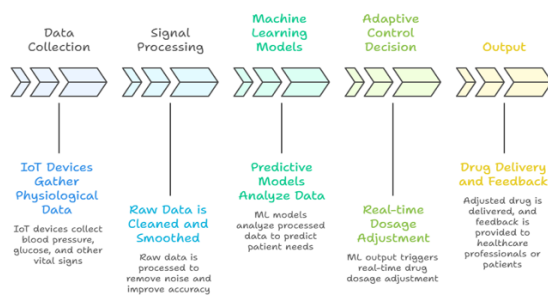 Data
Collection
Signal
Processing
Machine
Learning
Models
Adaptive
Control
Decision
Output
IoT Devices
Gather
Physiological
Data
IoT devices collect
blood pressure,
glucose, and other
vital signs
Raw Data is
Cleaned and
Smoothed
Raw data is
processed to
remove noise and
improve accuracy
Predictive
Models
Analyze Data
ML models
analyze processed
data to predict
patient needs
Real-time
Dosage
Adjustment
ML output triggers
real-time drug
dosage adjustment
Drug Delivery
and Feedback
Adjusted drug is
delivered, and
feedback is
provided to
healthcare
professionals or
patients